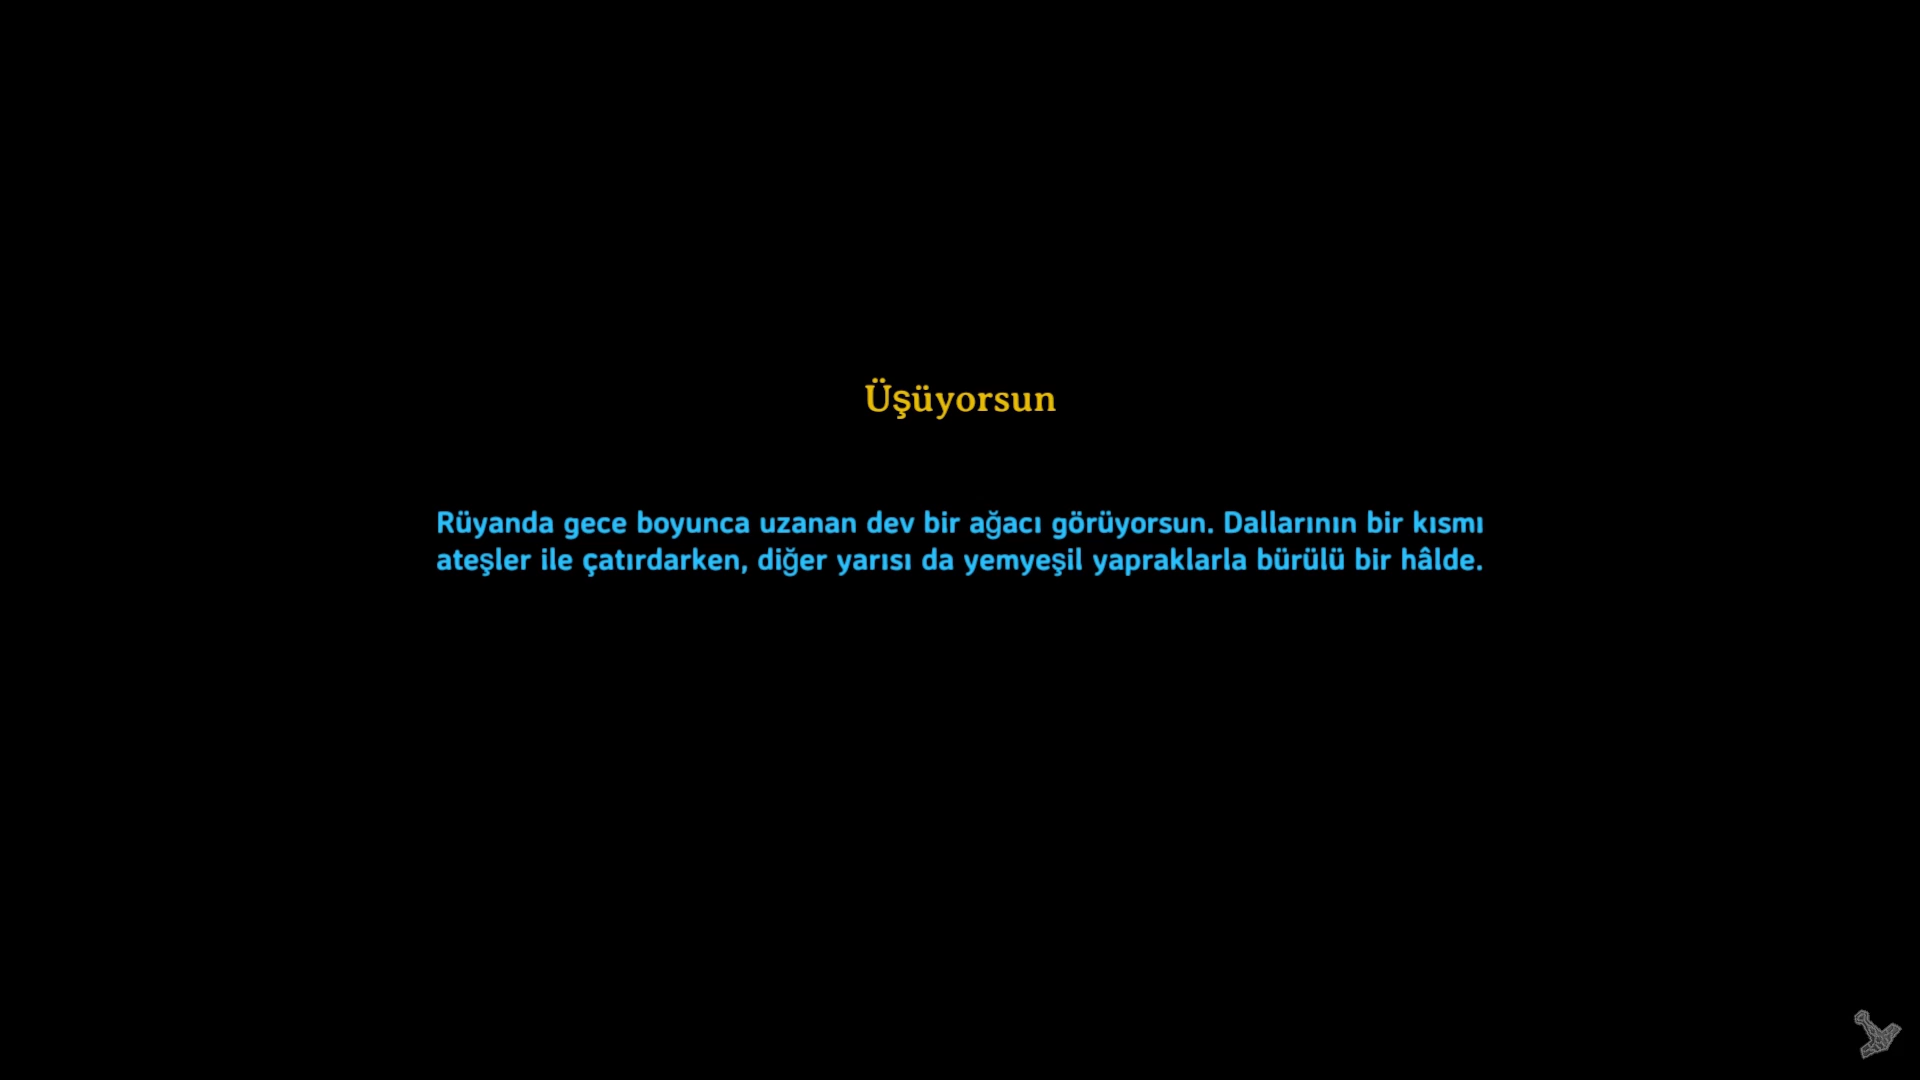 Üşüyorsun
Rüyanda gece boyunca uzanan dev bir ağacı görüyorsun. Dallarının bir kısmı
ateşler ile çatırdarken, diğer yarısı da yemyeşil yapraklarla bürülü bir hâlde.